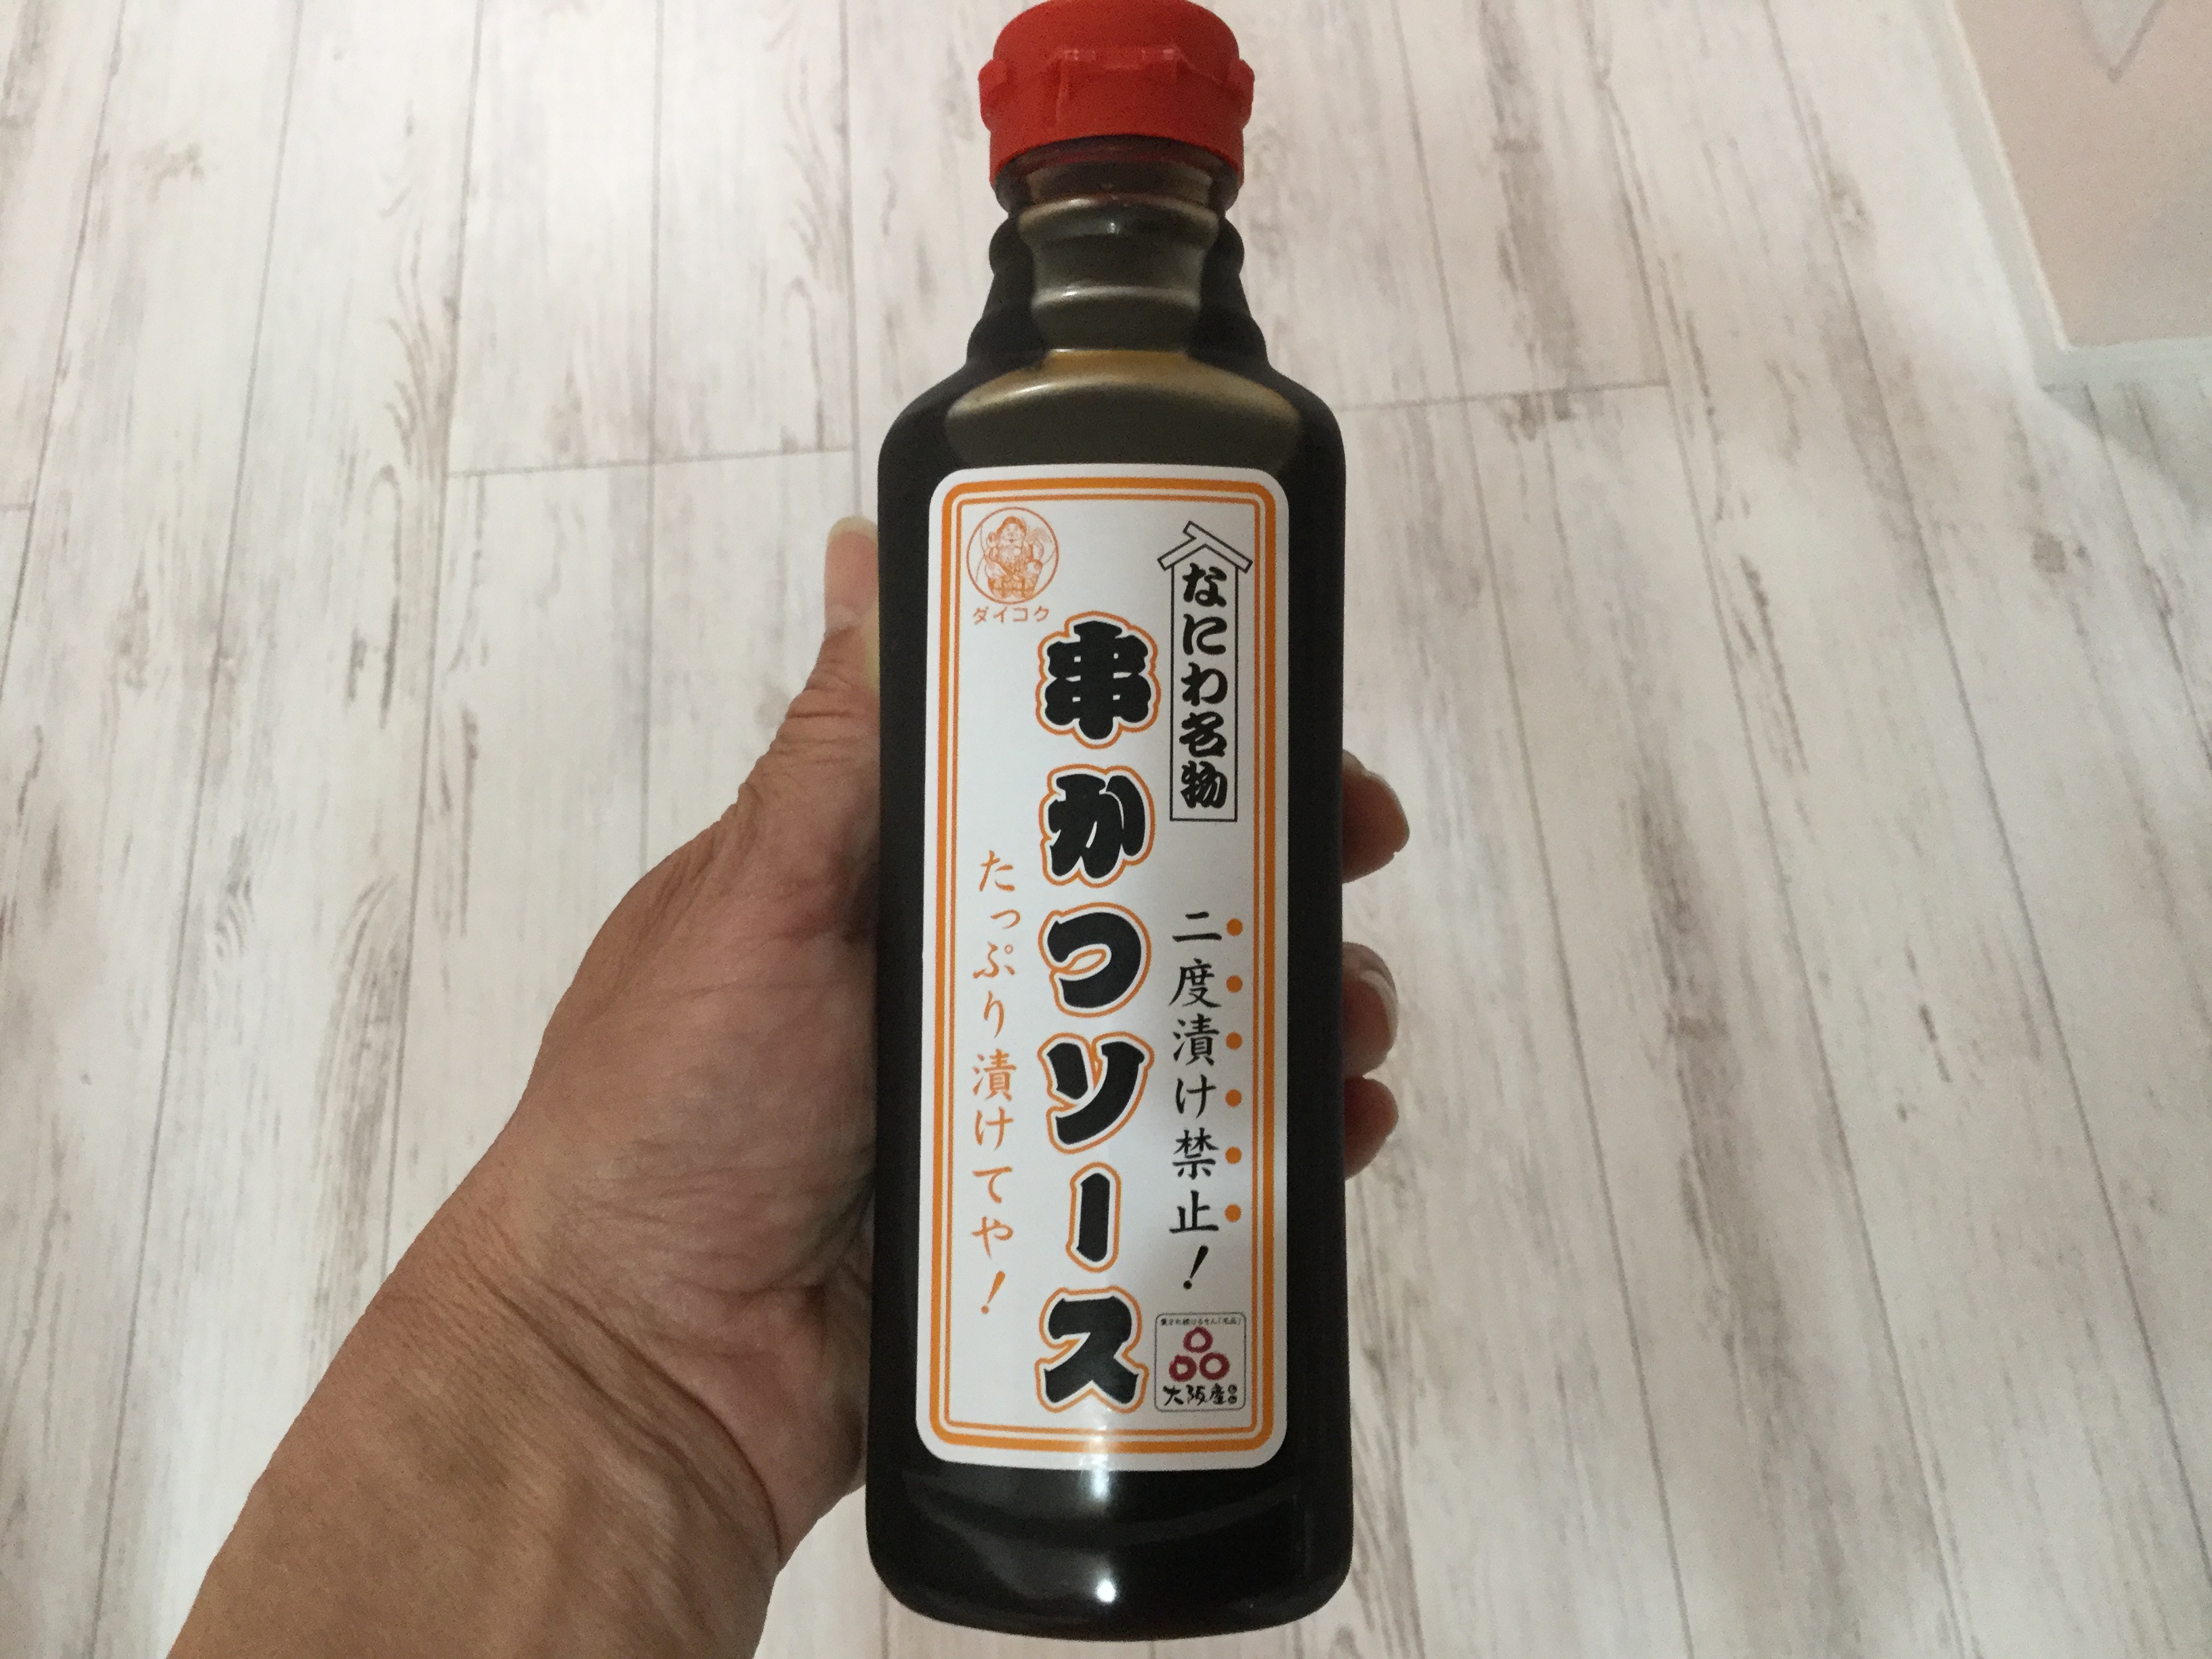 なにわ名物
二度漬け禁止!
串かつソース
ダイコク
たっぷり漬けてや!
大阪産